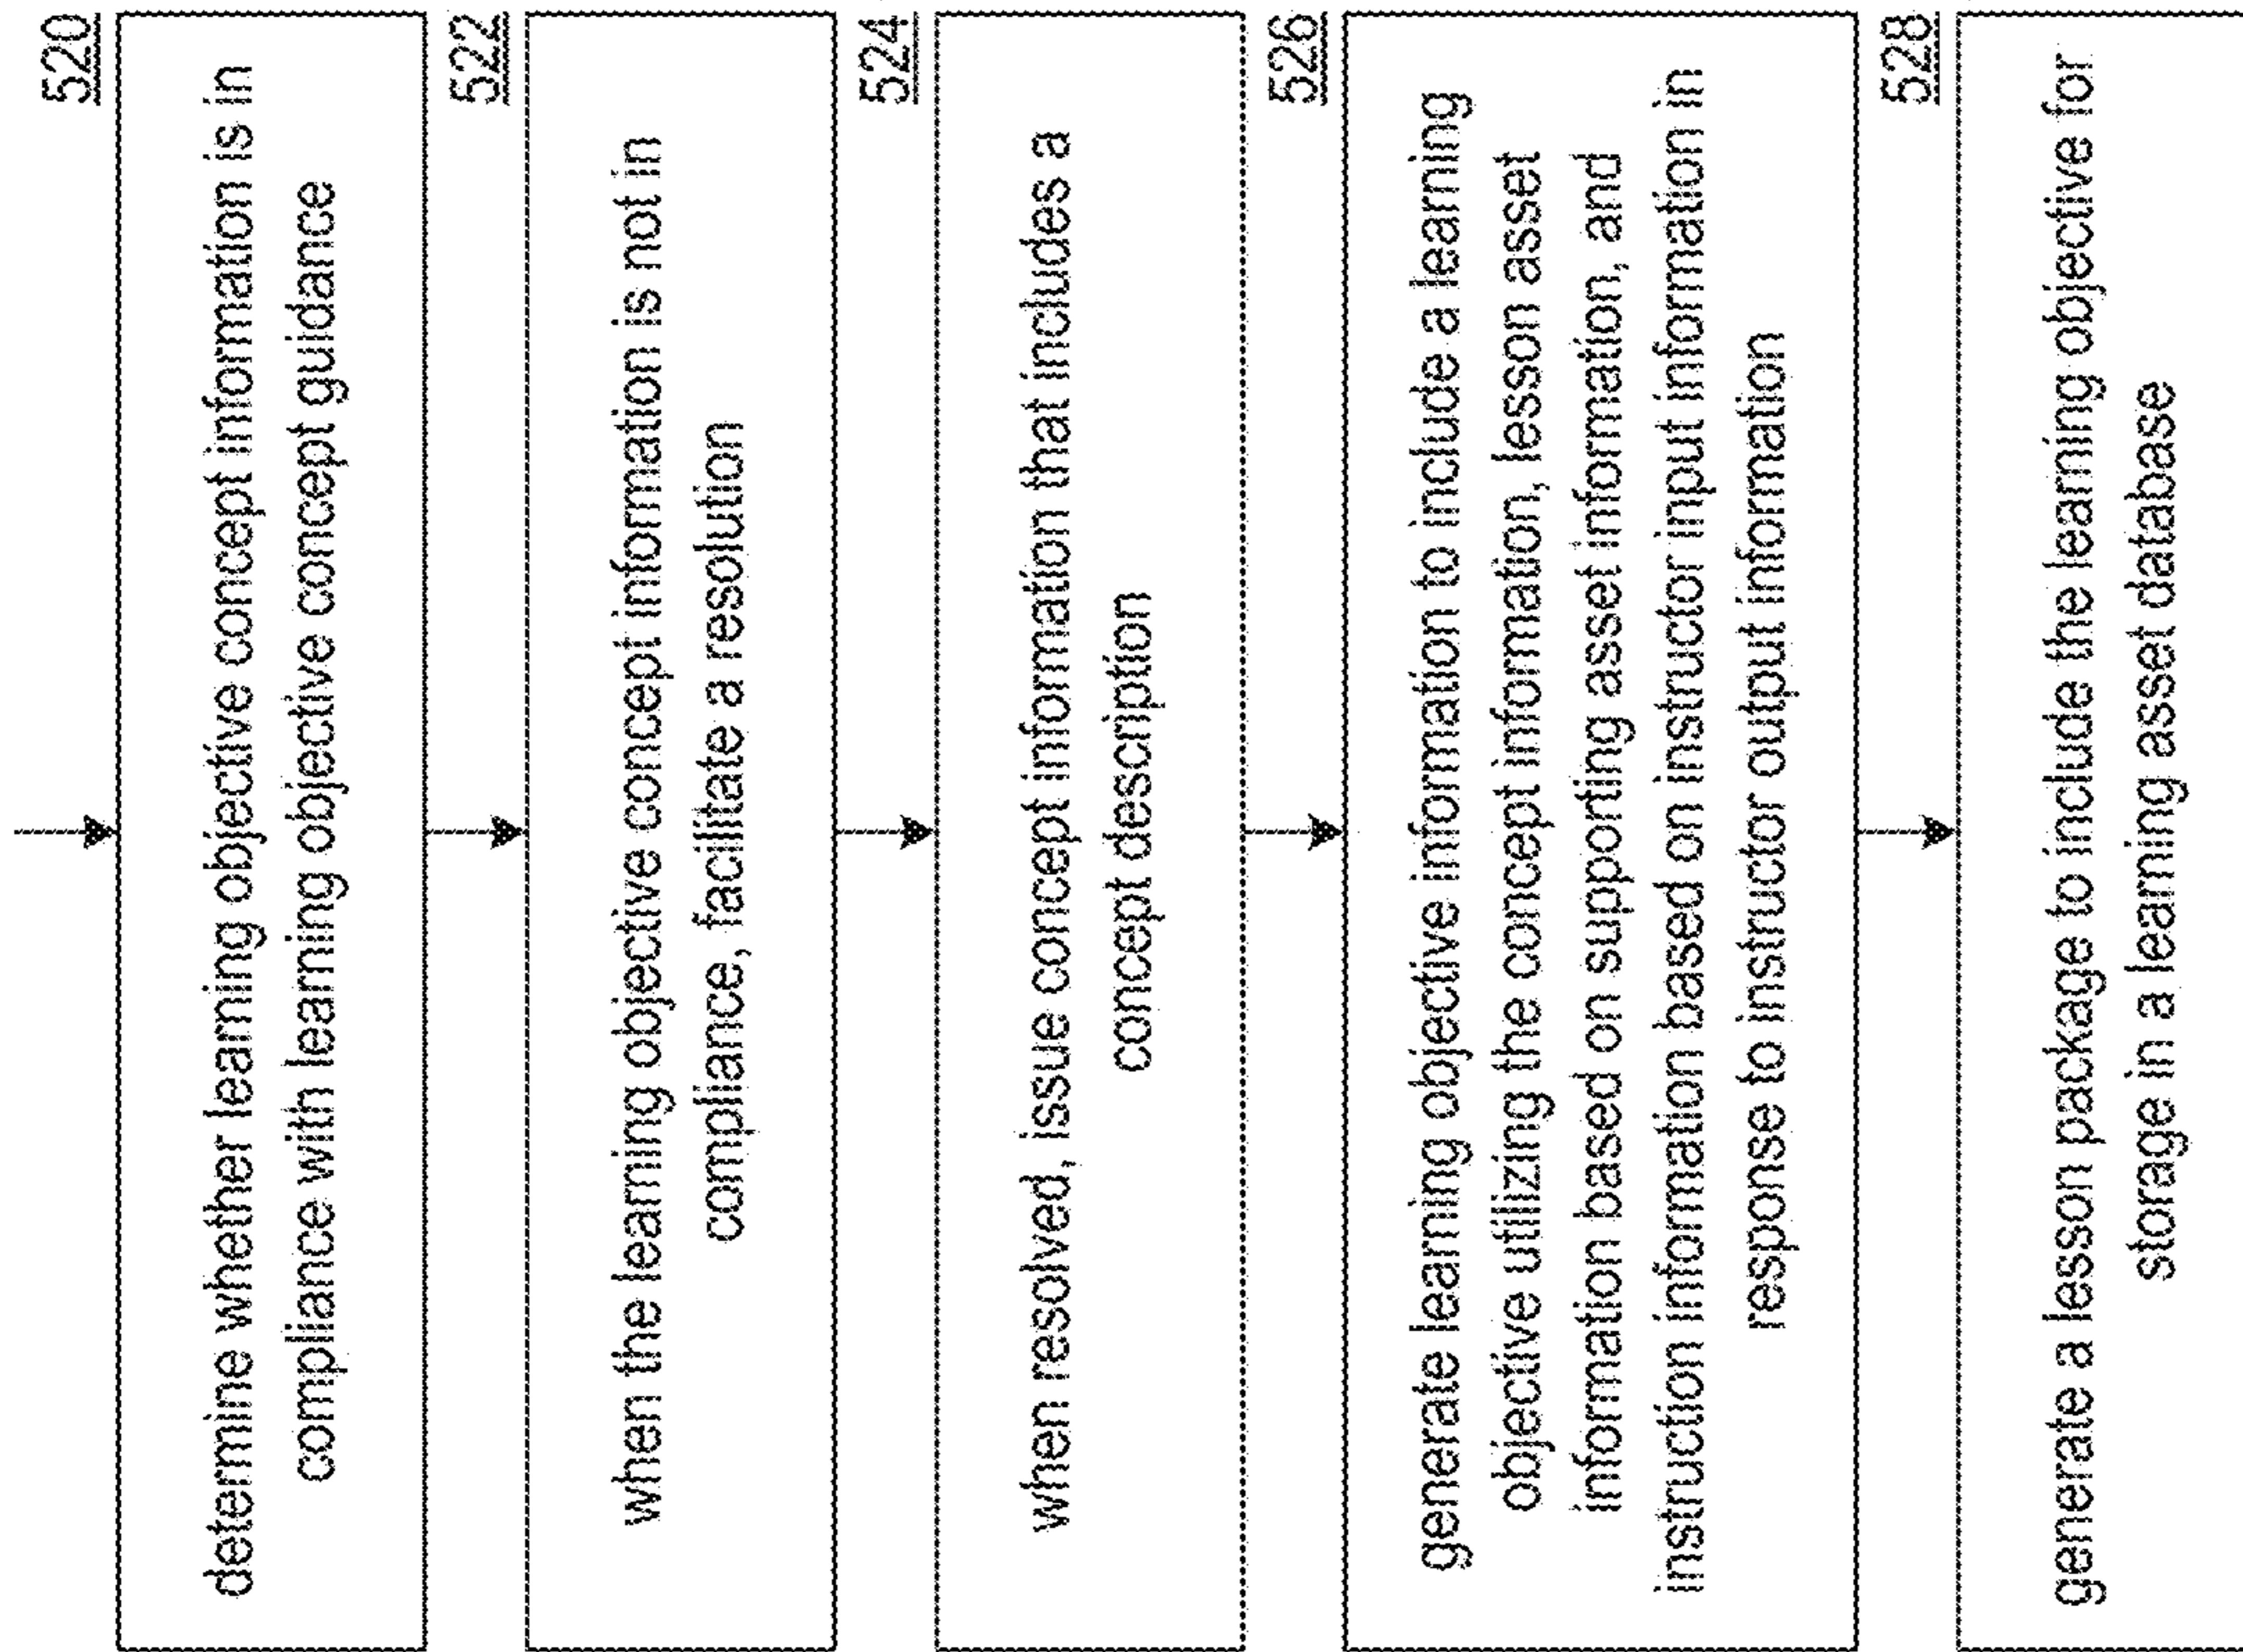 520
determine whether learning objective concept information is in
compliance with learning objective concept guidance
522
when the learning objective concept information is not in
compliance, facilitate a resolution
524
when resolved, issue concept information that includes a
concept description
526
generate learning objective information to include a learning
objective utilizing the concept information, lesson asset
information based on supporting asset information, and
instruction information based on instructor input information in
response to instructor output information
528
generate a lesson package to include the learning objective for
storage in a learning asset database